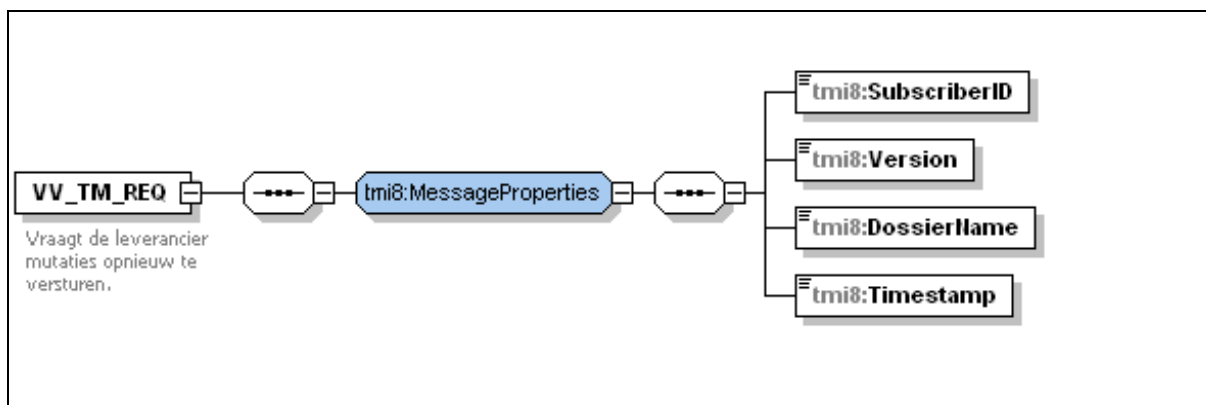 tmi8:SubscriberID
tmi8:Version
VV_TM_REQ
tmi8:MessageProperties
Vraagt de leverancier
mutaties opnieuw te
versturen.
tmi8:DossierName
tmi8:Timestamp